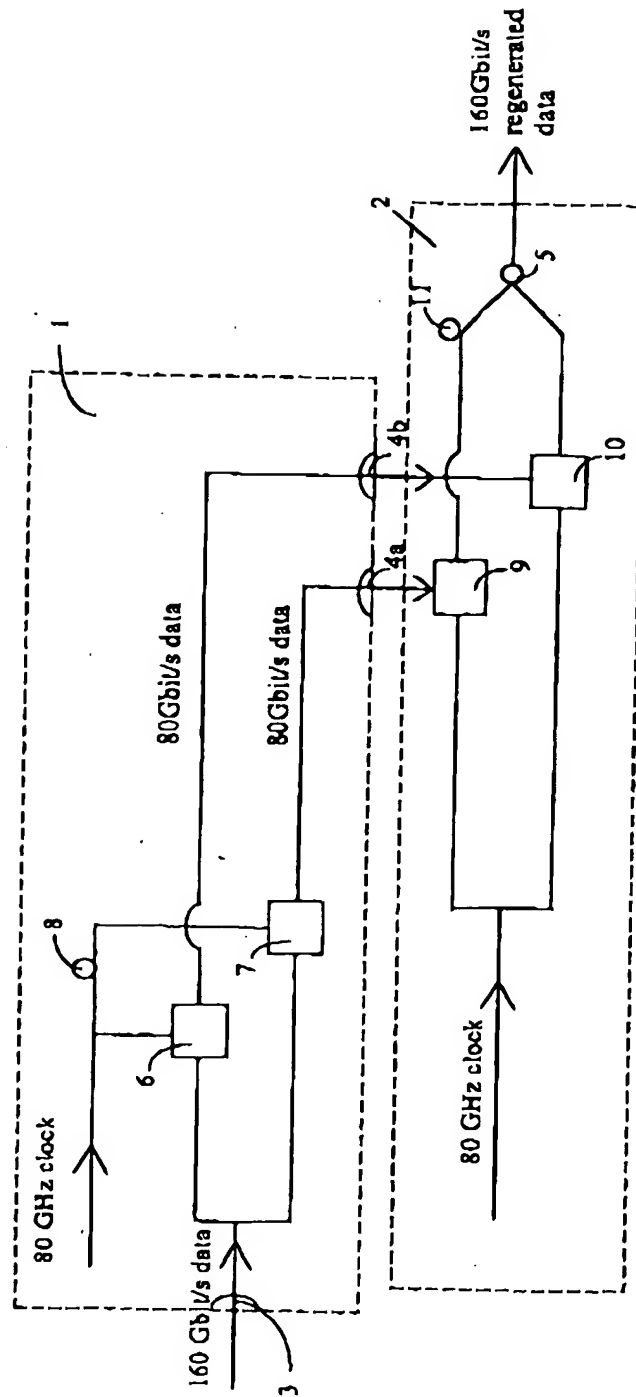 1
80 GHz clock
8
6
7
160 Gbit/s data
3
80Gbit/s data
80Gbit/s data
4a
4b
2
80 GHz clock
9
10
11
5
160Gbit/s
regenerated
data